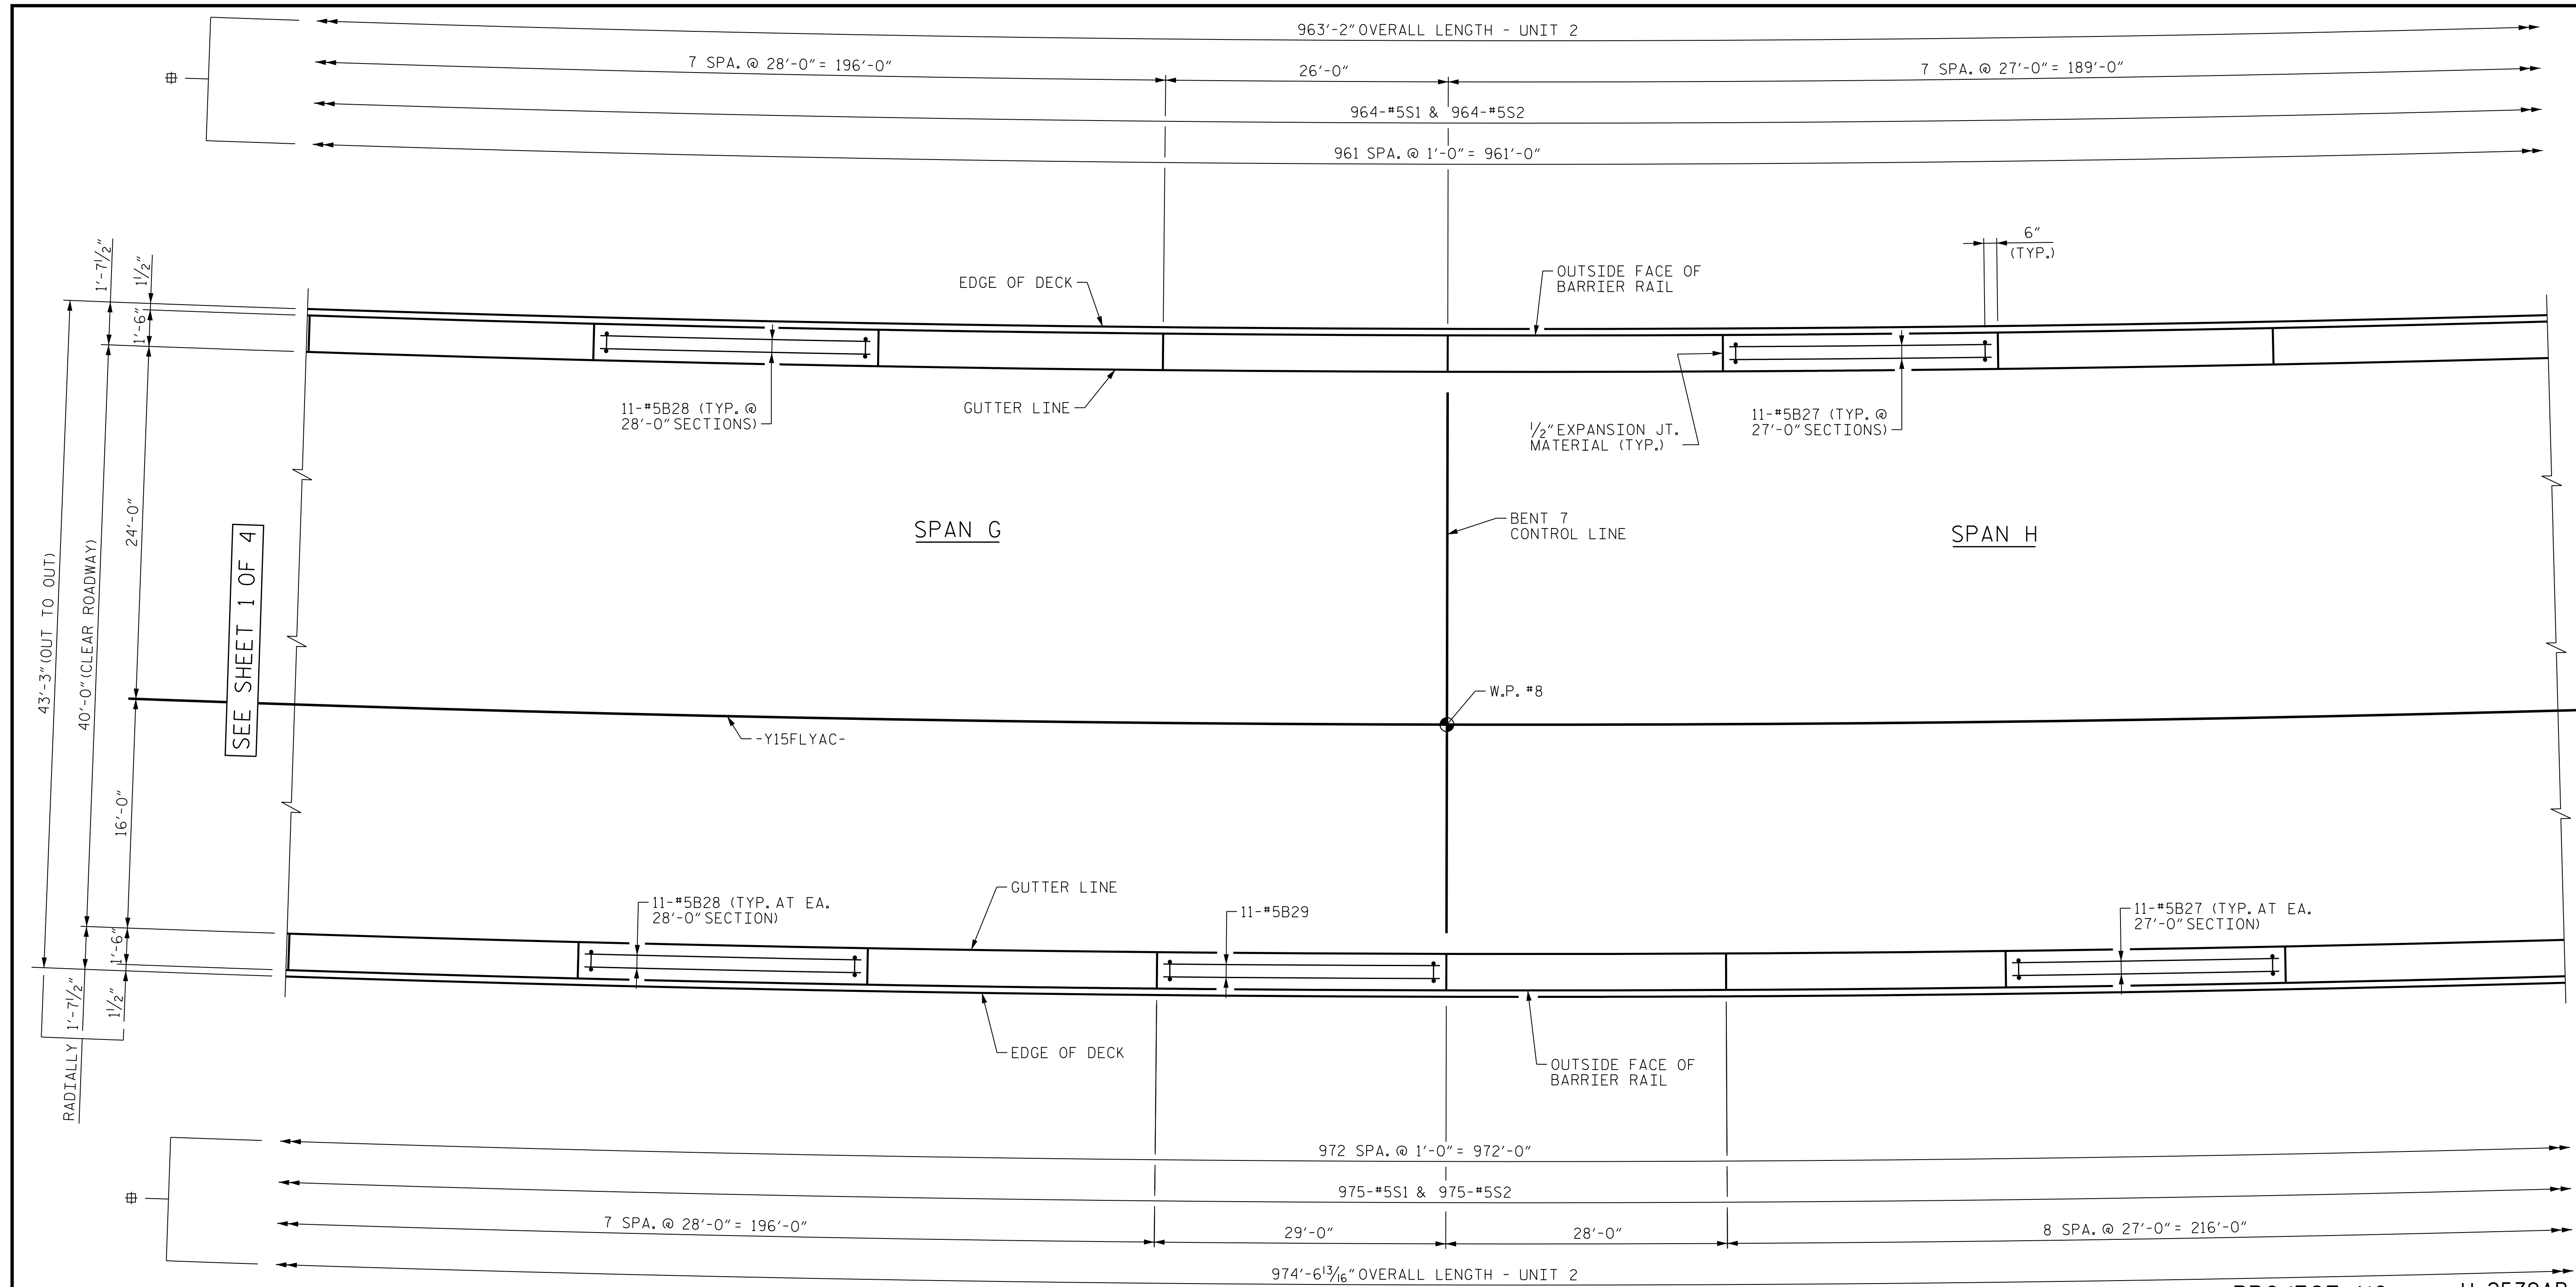 963'-2" OVERALL LENGTH - UNIT 2
7 SPA. @ 28'-0" = 196'-0"
26'-0"
7 SPA. @ 27'-0" = 189'-0"
964-#5S1 & 964-#5S2
961 SPA. @ 1'-0" = 961'-0"
6"
(TYP.)
1'-7 1/2"
1 1/2"
1'-6"
EDGE OF DECK
OUTSIDE FACE OF
BARRIER RAIL
11-#5B28 (TYP. @
28'-0" SECTIONS)
GUTTER LINE
1/2" EXPANSION JT.
MATERIAL (TYP.)
11-#5B27 (TYP. @
27'-0" SECTIONS)
43'-3" (OUT TO OUT)
40'-0" (CLEAR ROADWAY)
24'-0"
SEE SHEET 1 OF 4
SPAN G
BENT 7
CONTROL LINE
SPAN H
W.P. #8
-Y15FLYAC-
16'-0"
11-#5B28 (TYP. AT EA.
28'-0" SECTION)
GUTTER LINE
11-#5B29
11-#5B27 (TYP. AT EA.
27'-0" SECTION)
1'-6"
1'-7 1/2"
1 1/2"
RADIALLY
EDGE OF DECK
OUTSIDE FACE OF
BARRIER RAIL
972 SPA. @ 1'-0" = 972'-0"
975-#5S1 & 975-#5S2
7 SPA. @ 28'-0" = 196'-0"
29'-0"
28'-0"
8 SPA. @ 27'-0" = 216'-0"
974'-6 13/16" OVERALL LENGTH - UNIT 2